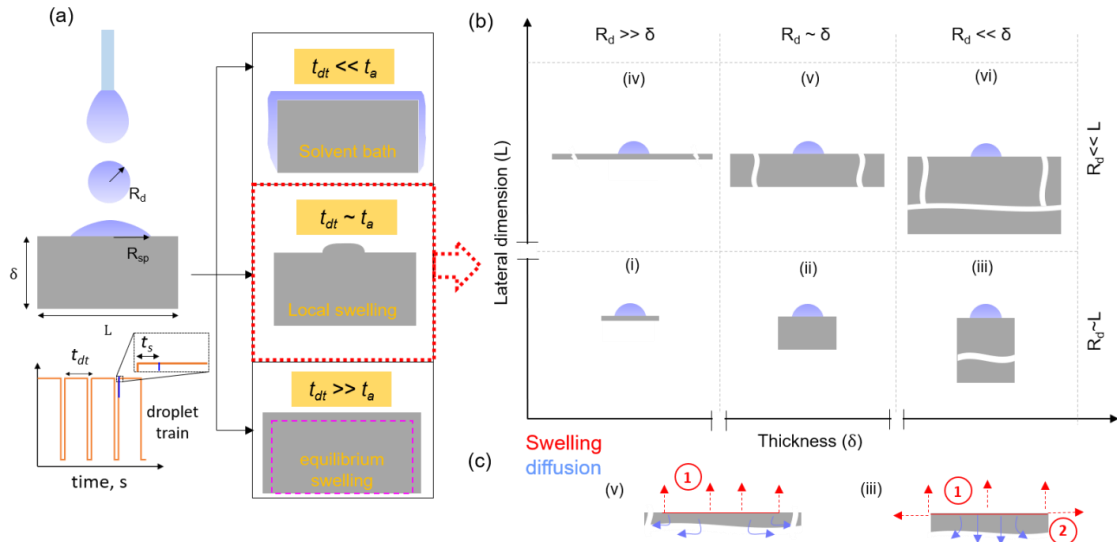 (a)
R_d
δ
R_sp
L
t_s
t_dt
droplet
train
time, s
t_dt << t_a
Solvent bath
t_dt ~ t_a
Local swelling
t_dt >> t_a
equilibrium
swelling
(b)
R_d >> δ
R_d ~ δ
R_d << δ
(iv)
(v)
(vi)
R_d<< L
Lateral dimension (L)
(i)
(ii)
(iii)
R_d~L
Thickness (δ)
Swelling
diffusion
(c)
(v)
1
(iii)
1
2